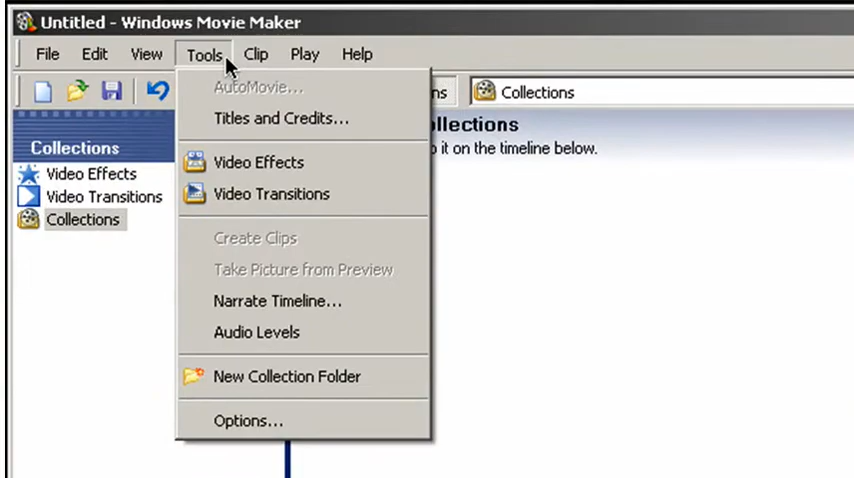 Untitled - Windows Movie Maker
File Edit View Tools Clip Play Help
ns Collections
AutoMovie...
Titles and Credits...
Video Effects
Video Transitions
Create Clips
Take Picture from Preview
Narrate Timeline...
Audio Levels
New Collection Folder
Options...
Collections
Video Effects
Video Transitions
Collections
llections
it on the timeline below.